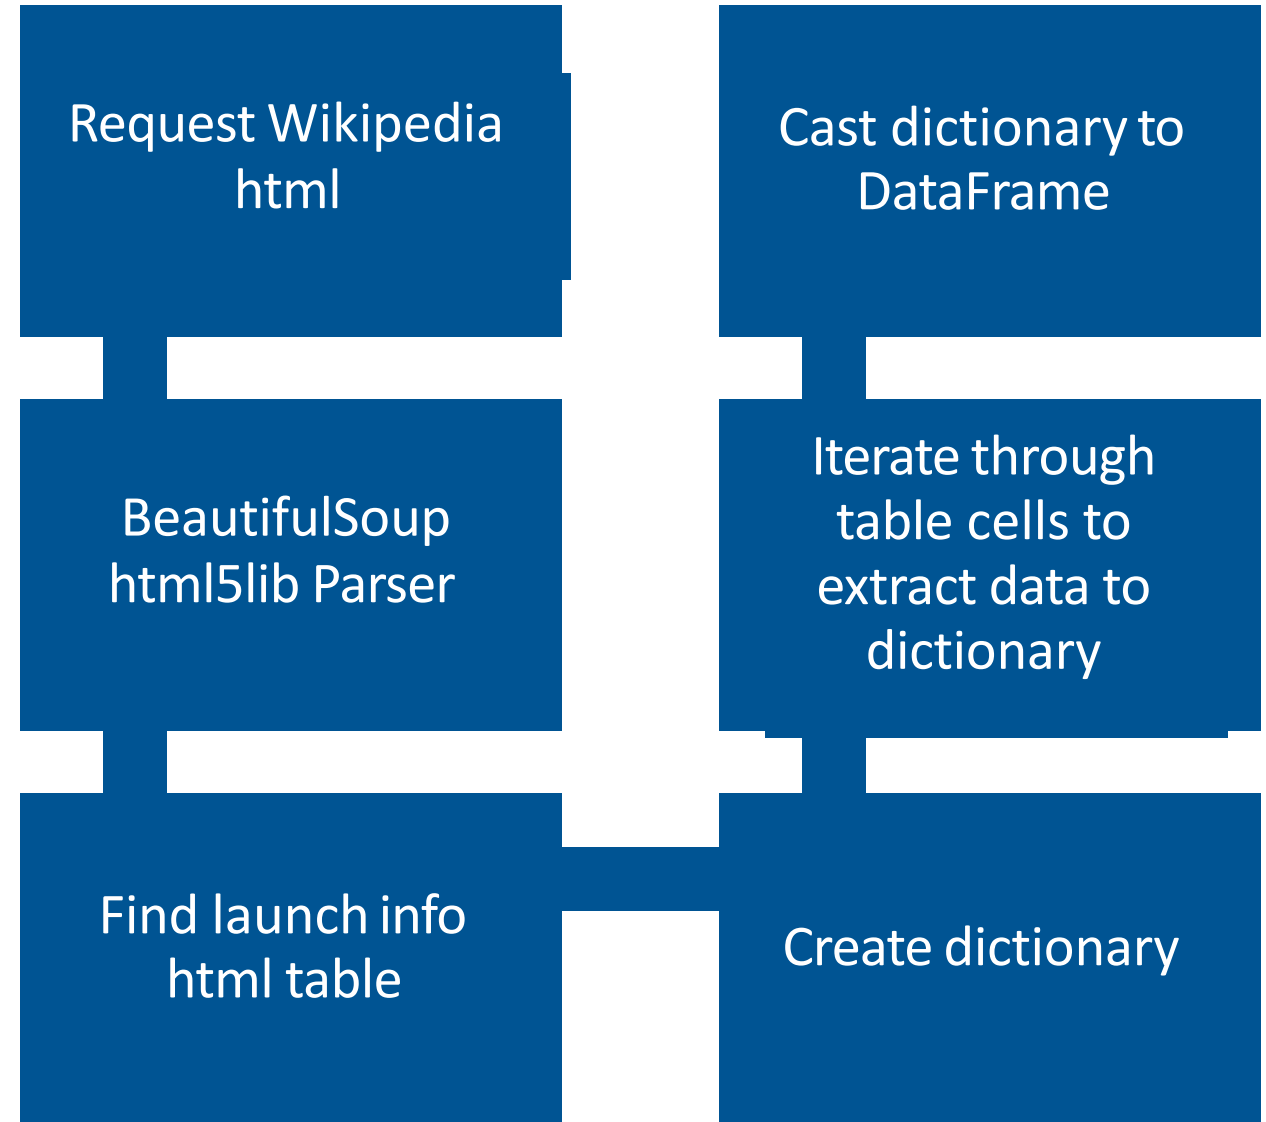 Request Wikipedia
html
BeautifulSoup
html5lib Parser
Find launch info
html table
Create dictionary
Iterate through
table cells to
extract data to
dictionary
Cast dictionary to
DataFrame